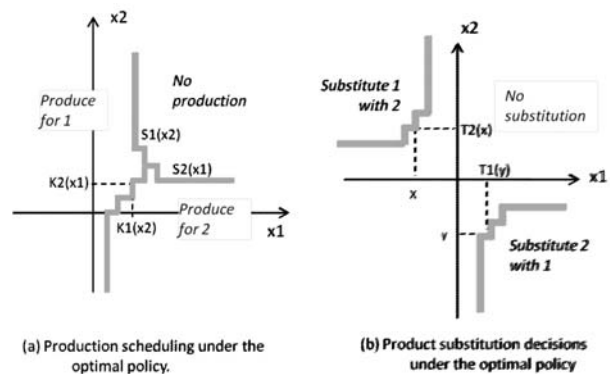 x2
Produce
for 1
No
production
S1(x2)
S2(x1)
K2(x1)
K1(x2)
Produce
for 2
x1
(a) Production scheduling under the
optimal policy.
x2
Substitute 1
with 2
No
substitution
T2(x)
T1(y)
x1
x
y
Substitute 2
with 1
(b) Product substitution decisions
under the optimal policy